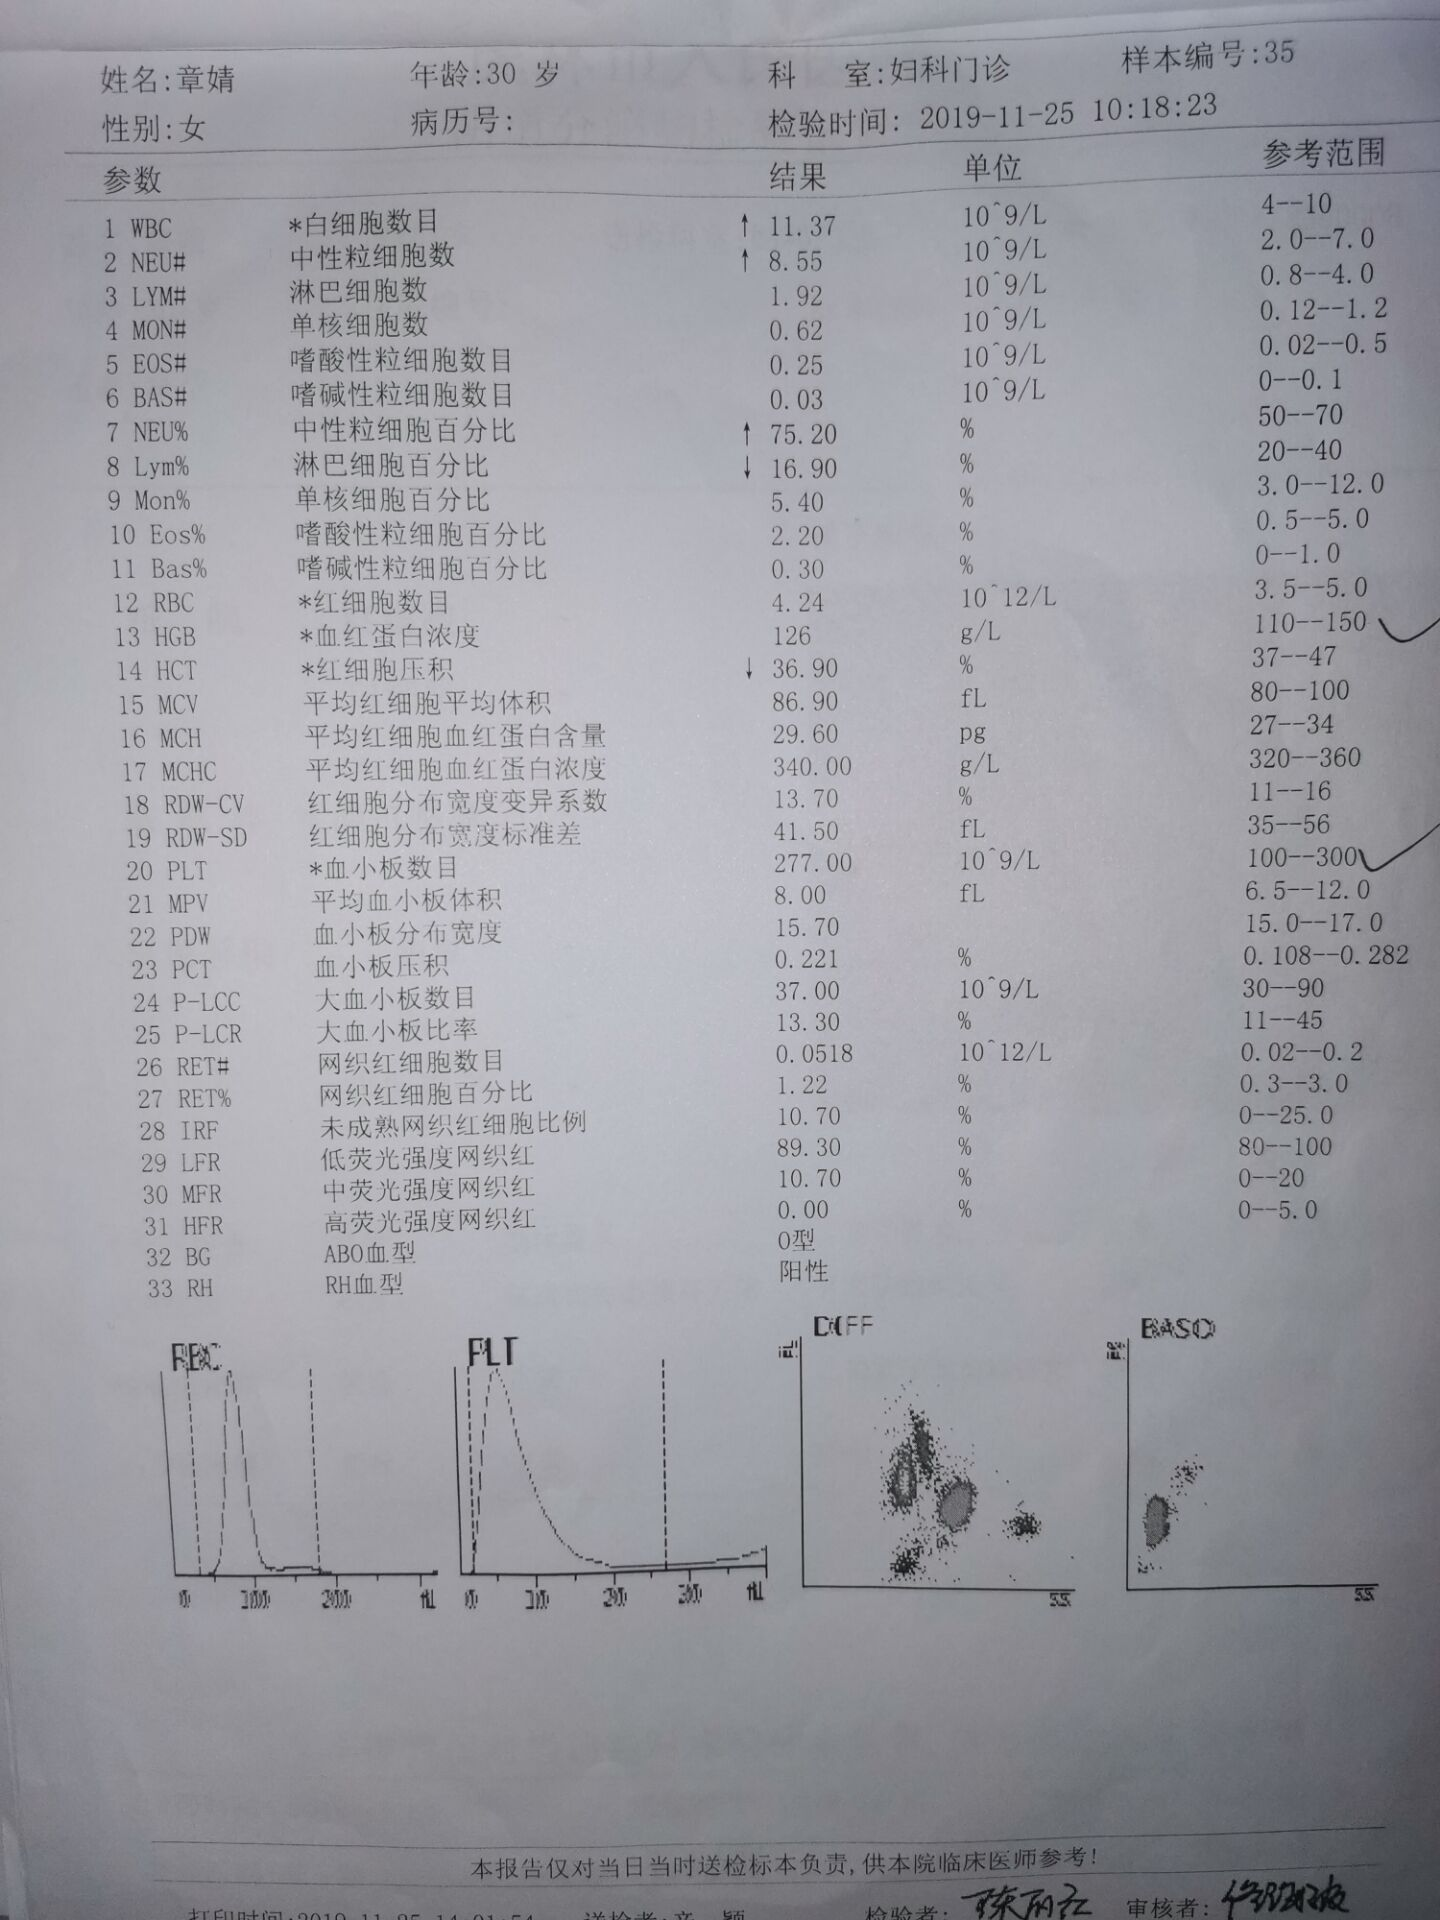 姓名:章婧 年龄:30 岁 科 室:妇科门诊 样本编号:35
性别:女 病历号: 检验时间: 2019-11-25 10:18:23
参数 结果 单位 参考范围
1 WBC *白细胞数目 ↑ 11.37 10^9/L 4--10
2 NEU# 中性粒细胞数 ↑ 8.55 10^9/L 2.0--7.0
3 LYM# 淋巴细胞数 1.92 10^9/L 0.8--4.0
4 MON# 单核细胞数 0.62 10^9/L 0.12--1.2
5 EOS# 嗜酸性粒细胞数目 0.25 10^9/L 0.02--0.5
6 BAS# 嗜碱性粒细胞数目 0.03 10^9/L 0--0.1
7 NEU% 中性粒细胞百分比 ↑ 75.20 % 50--70
8 Lym% 淋巴细胞百分比 ↓ 16.90 % 20--40
9 Mon% 单核细胞百分比 5.40 % 3.0--12.0
10 Eos% 嗜酸性粒细胞百分比 2.20 % 0.5--5.0
11 Bas% 嗜碱性粒细胞百分比 0.30 % 0--1.0
12 RBC *红细胞数目 4.24 10^12/L 3.5--5.0
13 HGB *血红蛋白浓度 126 g/L 110--150
14 HCT *红细胞压积 ↓ 36.90 % 37--47
15 MCV 平均红细胞平均体积 86.90 fL 80--100
16 MCH 平均红细胞血红蛋白含量 29.60 pg 27--34
17 MCHC 平均红细胞血红蛋白浓度 340.00 g/L 320--360
18 RDW-CV 红细胞分布宽度变异系数 13.70 % 11--16
19 RDW-SD 红细胞分布宽度标准差 41.50 fL 35--56
20 PLT *血小板数目 277.00 10^9/L 100--300
21 MPV 平均血小板体积 8.00 fL 6.5--12.0
22 PDW 血小板分布宽度 15.70 15.0--17.0
23 PCT 血小板压积 0.221 % 0.108--0.282
24 P-LCC 大血小板数目 37.00 10^9/L 30--90
25 P-LCR 大血小板比率 13.30 % 11--45
26 RET# 网织红细胞数目 0.0518 10^12/L 0.02--0.2
27 RET% 网织红细胞百分比 1.22 % 0.3--3.0
28 IRF 未成熟网织红细胞比例 10.70 % 0--25.0
29 LFR 低荧光强度网织红 89.30 % 80--100
30 MFR 中荧光强度网织红 10.70 % 0--20
31 HFR 高荧光强度网织红 0.00 % 0--5.0
32 BG ABO血型 O型
33 RH RH血型 阳性
RBC PLT DIFF BASO
FL FS
0 100 200 fL 0 10 20 30 fL SS SS
本报告仅对当日当时送检标本负责,供本院临床医师参考!
打印时间:2019-11-25 14:01:54 送检者:章 颖 检验者: 审核者: